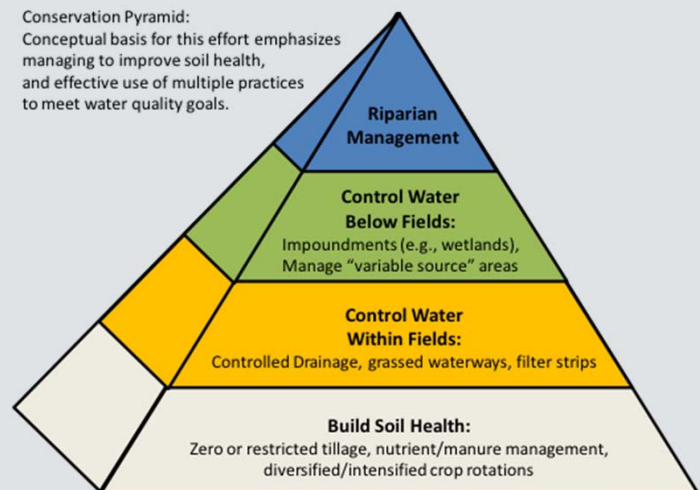 Conservation Pyramid:
Conceptual basis for this effort emphasizes
managing to improve soil health,
and effective use of multiple practices
to meet water quality goals.
Riparian
Management
Control Water
Below Fields:
Impoundments (e.g., wetlands),
Manage “variable source” areas
Control Water
Within Fields:
Controlled Drainage, grassed waterways, filter strips
Build Soil Health:
Zero or restricted tillage, nutrient/manure management,
diversified/intensified crop rotations